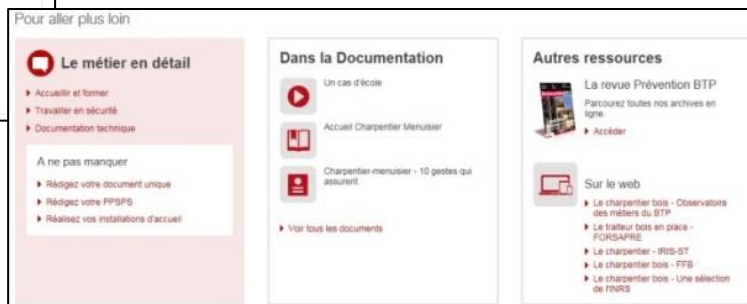 Pour aller plus loin
Le métier en détail
Accueillir et former
Travailler en sécurité
Documentation technique
A ne pas manquer
Rédigez votre document unique
Rédigez votre PPSPS
Réalisez vos installations d'accueil
Dans la Documentation
Un cas d'école
Accueil Charpentier Menuisier
Charpentier-menuisier - 10 gestes qui
assurent
Voir tous les documents
Autres ressources
La revue Prévention BTP
Parcourez toutes nos archives en
ligne.
Accéder
Sur le web
Le charpentier bois - Observatoire
des métiers du BTP
Le traiteur bois en place -
FORSAPRE
Le charpentier - IRIS-ST
Le charpentier bois - FFB
Le charpentier bois - Une sélection
de l'INRS